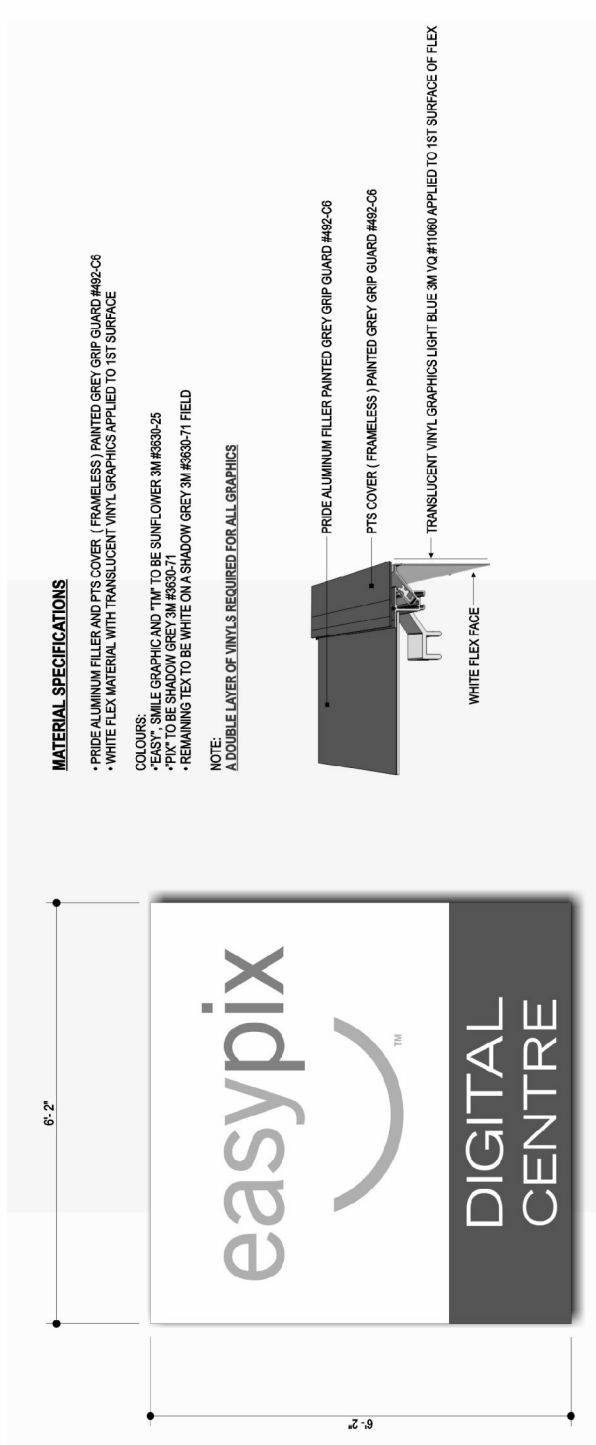 MATERIAL SPECIFICATIONS
• PRIDE ALUMINUM FILLER AND PTS COVER ( FRAMELESS ) PAINTED GREY GRIP GUARD #492-C6
• WHITE FLEX MATERIAL WITH TRANSLUCENT VINYL GRAPHICS APPLIED TO 1ST SURFACE
COLOURS:
•"EASY", SMILE GRAPHIC AND "TM" TO BE SUNFLOWER 3M #3630-25
•"PIX" TO BE SHADOW GREY 3M #3630-71
• REMAINING TEX TO BE WHITE ON A SHADOW GREY 3M #3630-71 FIELD
NOTE:
A DOUBLE LAYER OF VINYLS REQUIRED FOR ALL GRAPHICS
PRIDE ALUMINUM FILLER PAINTED GREY GRIP GUARD #492-C6
PTS COVER ( FRAMELESS ) PAINTED GREY GRIP GUARD #492-C6
TRANSLUCENT VINYL GRAPHICS LIGHT BLUE 3M VQ #11060 APPLIED TO 1ST SURFACE OF FLEX
WHITE FLEX FACE
6'- 2"
6'- 2"
easypix
TM
DIGITAL
CENTRE